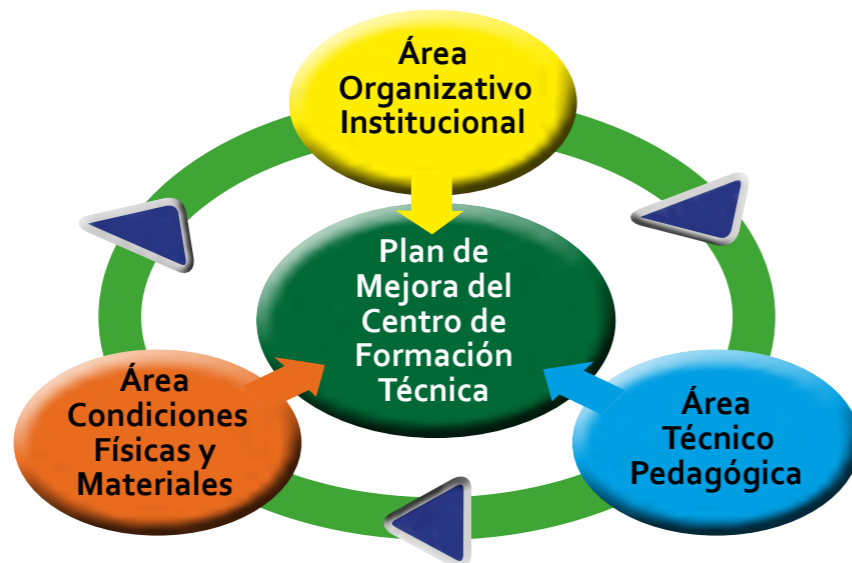 Área
Organizativo
Institucional
Plan de
Mejora del
Centro de
Formación
Técnica
Área
Condiciones
Físicas y
Materiales
Área
Técnico
Pedagógica